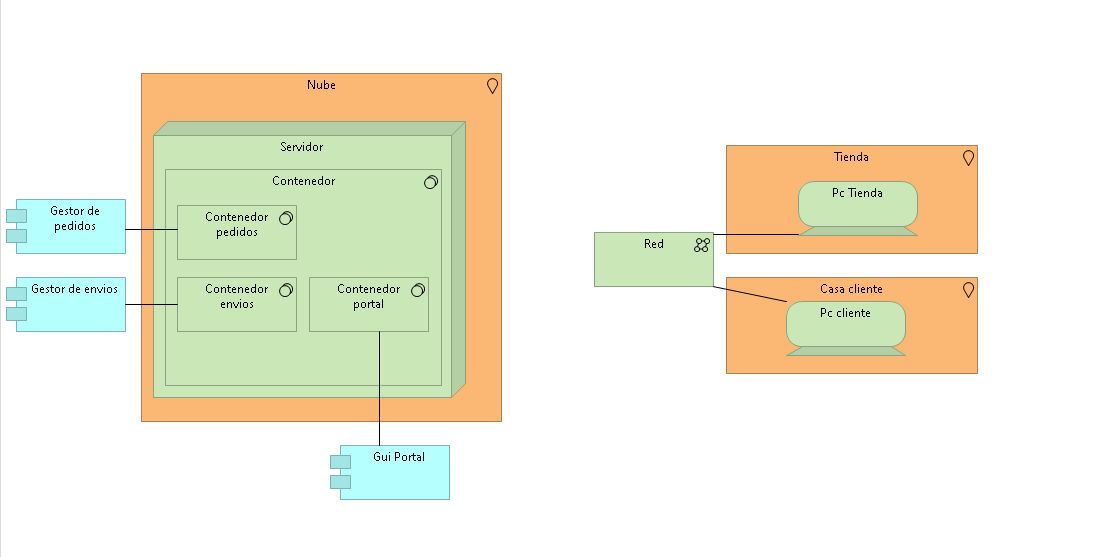 Nube
Servidor
Contenedor
Contenedor
pedidos
Contenedor
envios
Contenedor
portal
Gestor de
pedidos
Gestor de envios
Gui Portal
Red
Tienda
Pc Tienda
Casa cliente
Pc cliente